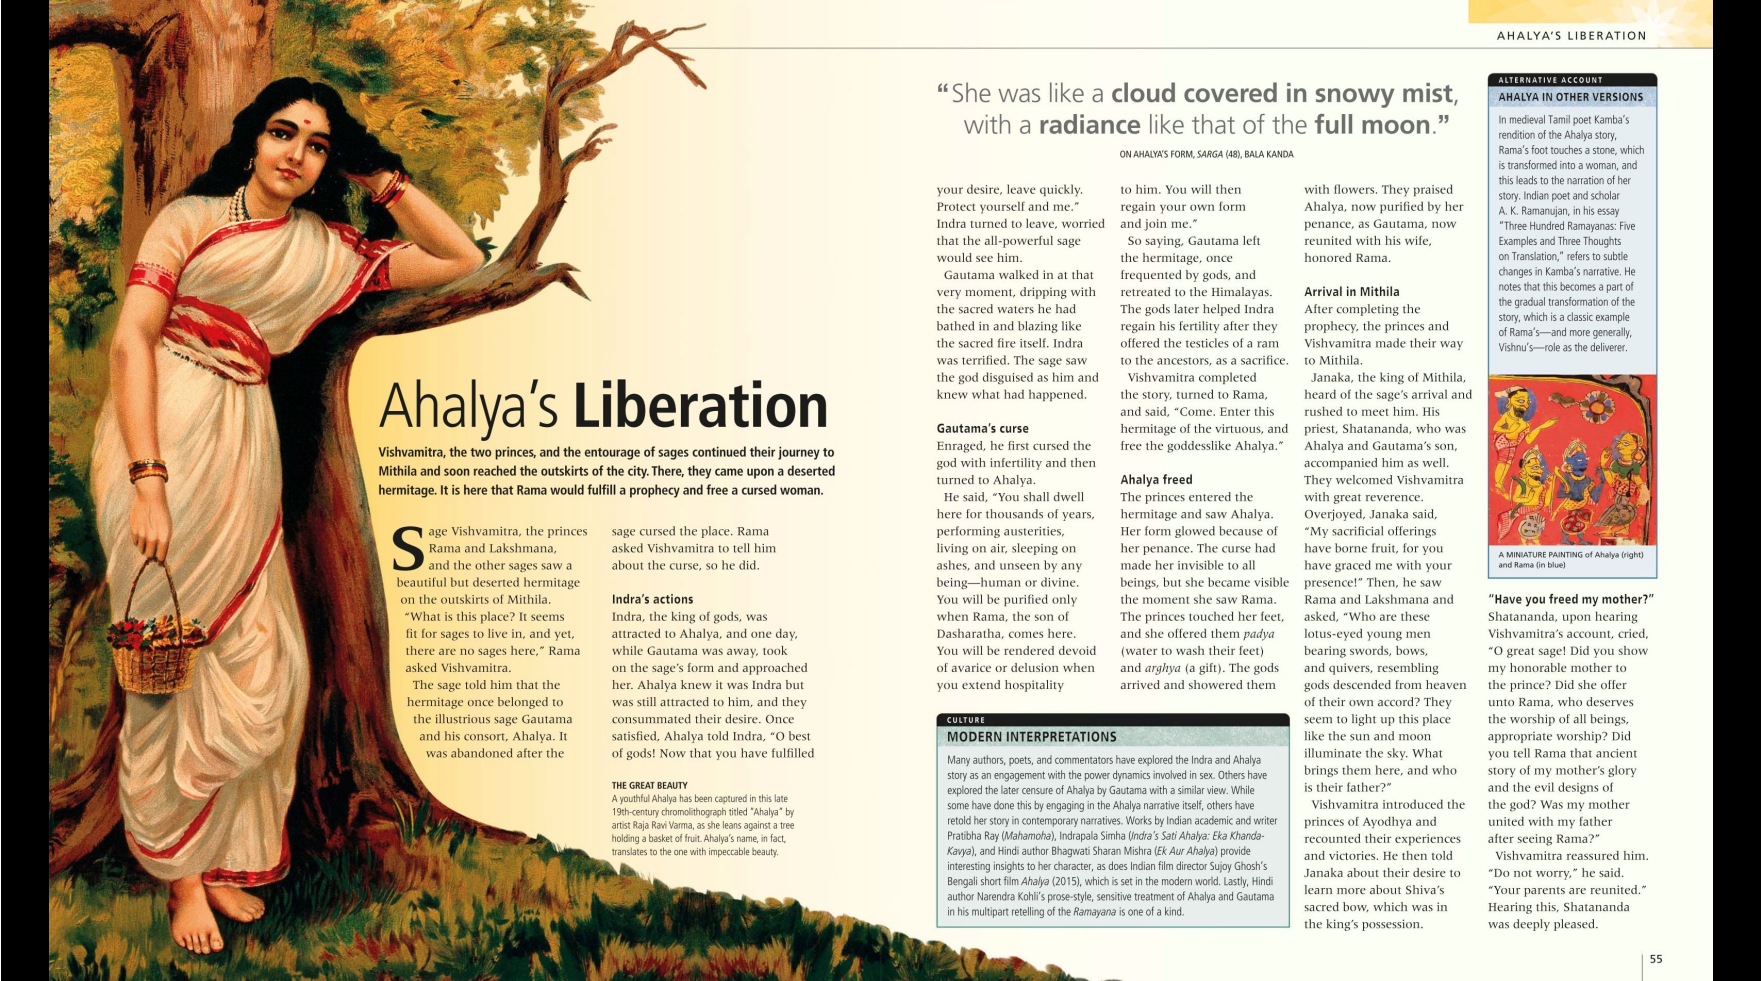 AHALYA'S LIBERATION
Ahalya's Liberation
Vishvamitra, the two princes, and the entourage of sages continued their journey to
Mithila and soon reached the outskirts of the city. There, they came upon a deserted
hermitage. It is here that Rama would fulfill a prophecy and free a cursed woman.
Sage Vishvamitra, the princes
Rama and Lakshmana,
and the other sages saw a
beautiful but deserted hermitage
on the outskirts of Mithila.
“What is this place? It seems
fit for sages to live in, and yet,
there are no sages here,” Rama
asked Vishvamitra.
The sage told him that the
hermitage once belonged to
the illustrious sage Gautama
and his consort, Ahalya. It
was abandoned after the
sage cursed the place. Rama
asked Vishvamitra to tell him
about the curse, so he did.
Indra's actions
Indra, the king of gods, was
attracted to Ahalya, and one day,
while Gautama was away, took
on the sage's form and approached
her. Ahalya knew it was Indra but
was still attracted to him, and they
consummated their desire. Once
satisfied, Ahalya told Indra, “O best
of gods! Now that you have fulfilled
THE GREAT BEAUTY
A youthful Ahalya has been captured in this late
19th-century chromolithograph titled “Ahalya” by
artist Raja Ravi Varma, as she leans against a tree
holding a basket of fruit. Ahalya's name, in fact,
translates to the one with impeccable beauty.
“She was like a cloud covered in snowy mist,
with a radiance like that of the full moon.”
ON AHALYA'S FORM, SARGA (48), BALA KANDA
your desire, leave quickly.
Protect yourself and me.”
Indra turned to leave, worried
that the all-powerful sage
would see him.
Gautama walked in at that
very moment, dripping with
the sacred waters he had
bathed in and blazing like
the sacred fire itself. Indra
was terrified. The sage saw
the god disguised as him and
knew what had happened.
Gautama's curse
Enraged, he first cursed the
god with infertility and then
turned to Ahalya.
He said, “You shall dwell
here for thousands of years,
performing austerities,
living on air, sleeping on
ashes, and unseen by any
being—human or divine.
You will be purified only
when Rama, the son of
Dasharatha, comes here.
You will be rendered devoid
of avarice or delusion when
you extend hospitality
to him. You will then
regain your own form
and join me.”
So saying, Gautama left
the hermitage, once
frequented by gods, and
retreated to the Himalayas.
The gods later helped Indra
regain his fertility after they
offered the testicles of a ram
to the ancestors, as a sacrifice.
Vishvamitra completed
the story, turned to Rama,
and said, “Come. Enter this
hermitage of the virtuous, and
free the goddesslike Ahalya.”
Ahalya freed
The princes entered the
hermitage and saw Ahalya.
Her form glowed because of
her penance. The curse had
made her invisible to all
beings, but she became visible
the moment she saw Rama.
The princes touched her feet,
and she offered them padya
(water to wash their feet)
and arghya (a gift). The gods
arrived and showered them
with flowers. They praised
Ahalya, now purified by her
penance, as Gautama, now
reunited with his wife,
honored Rama.
Arrival in Mithila
After completing the
prophecy, the princes and
Vishvamitra made their way
to Mithila.
Janaka, the king of Mithila,
heard of the sage's arrival and
rushed to meet him. His
priest, Shatananda, who was
Ahalya and Gautama's son,
accompanied him as well.
They welcomed Vishvamitra
with great reverence.
Overjoyed, Janaka said,
“My sacrificial offerings
have borne fruit, for you
have graced me with your
presence!” Then, he saw
Rama and Lakshmana and
asked, “Who are these
lotus-eyed young men
bearing swords, bows,
and quivers, resembling
gods descended from heaven
of their own accord? They
seem to light up this place
like the sun and moon
illuminate the sky. What
brings them here, and who
is their father?”
Vishvamitra introduced the
princes of Ayodhya and
recounted their experiences
and victories. He then told
Janaka about their desire to
learn more about Shiva's
sacred bow, which was in
the king's possession.
“Have you freed my mother?”
Shatananda, upon hearing
Vishvamitra's account, cried,
“O great sage! Did you show
my honorable mother to
the prince? Did she offer
unto Rama, who deserves
the worship of all beings,
appropriate worship? Did
you tell Rama that ancient
story of my mother's glory
and the evil designs of
the god? Was my mother
united with my father
after seeing Rama?”
Vishvamitra reassured him.
“Do not worry,” he said.
“Your parents are reunited.”
Hearing this, Shatananda
was deeply pleased.
ALTERNATIVE ACCOUNT
AHALYA IN OTHER VERSIONS
In medieval Tamil poet Kamba's
rendition of the Ahalya story,
Rama's foot touches a stone, which
is transformed into a woman, and
this leads to the narration of her
story. Indian poet and scholar
A. K. Ramanujan, in his essay
“Three Hundred Ramayanas: Five
Examples and Three Thoughts
on Translation,” refers to subtle
changes in Kamba's narrative. He
notes that this becomes a part of
the gradual transformation of the
story, which is a classic example
of Rama's—and more generally,
Vishnu's—role as the deliverer.
A MINIATURE PAINTING of Ahalya (right)
and Rama (in blue)
CULTURE
MODERN INTERPRETATIONS
Many authors, poets, and commentators have explored the Indra and Ahalya
story as an engagement with the power dynamics involved in sex. Others have
explored the later censure of Ahalya by Gautama with a similar view. While
some have done this by engaging in the Ahalya narrative itself, others have
retold her story in contemporary narratives. Works by Indian academic and writer
Pratibha Ray (Mahamoha), Indrapala Simha (Indra's Sati Ahalya: Eka Khanda-
Kavya), and Hindi author Bhagwati Sharan Mishra (Ek Aur Ahalya) provide
interesting insights to her character, as does Indian film director Sujoy Ghosh's
Bengali short film Ahalya (2015), which is set in the modern world. Lastly, Hindi
author Narendra Kohli's prose-style, sensitive treatment of Ahalya and Gautama
in his multipart retelling of the Ramayana is one of a kind.
55